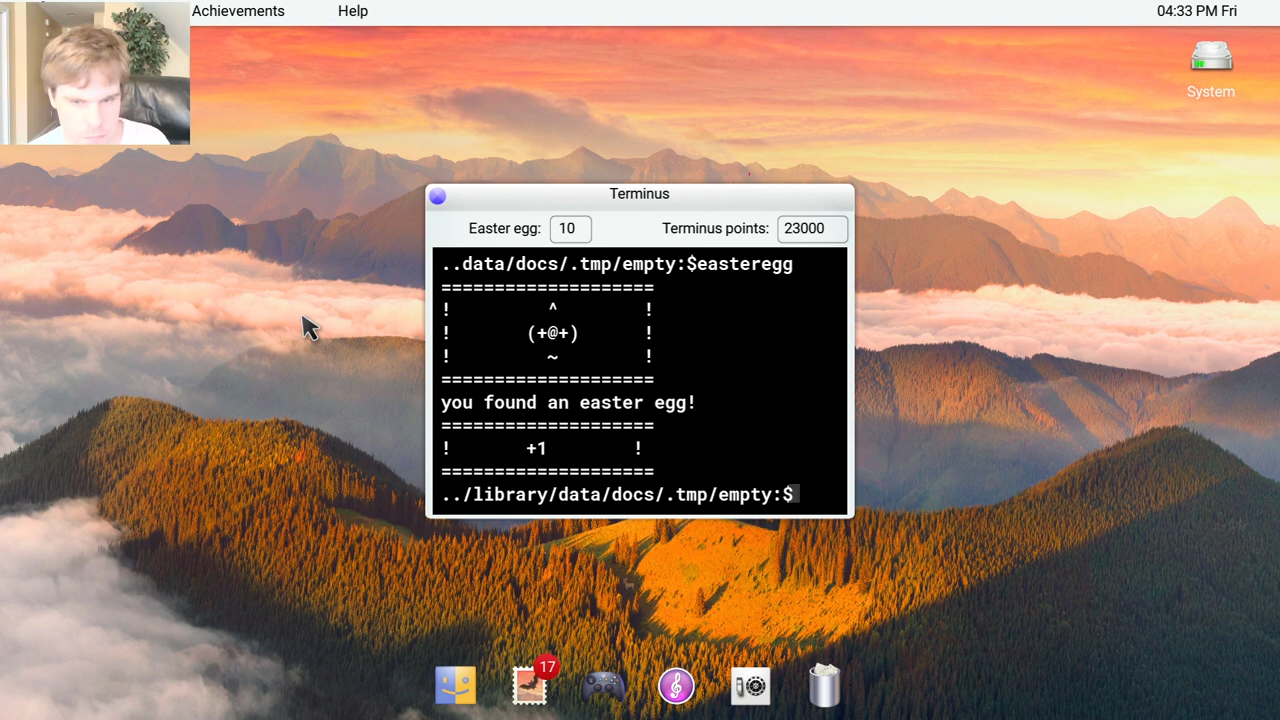 Achievements Help 04:33 PM Fri
System
Terminus
Easter egg: 10 Terminus points: 23000
..data/docs/.tmp/empty:$easteregg
====================
! ^ !
! (+@+) !
! ~ !
====================
you found an easter egg!
====================
! +1 !
====================
../library/data/docs/.tmp/empty:$
17